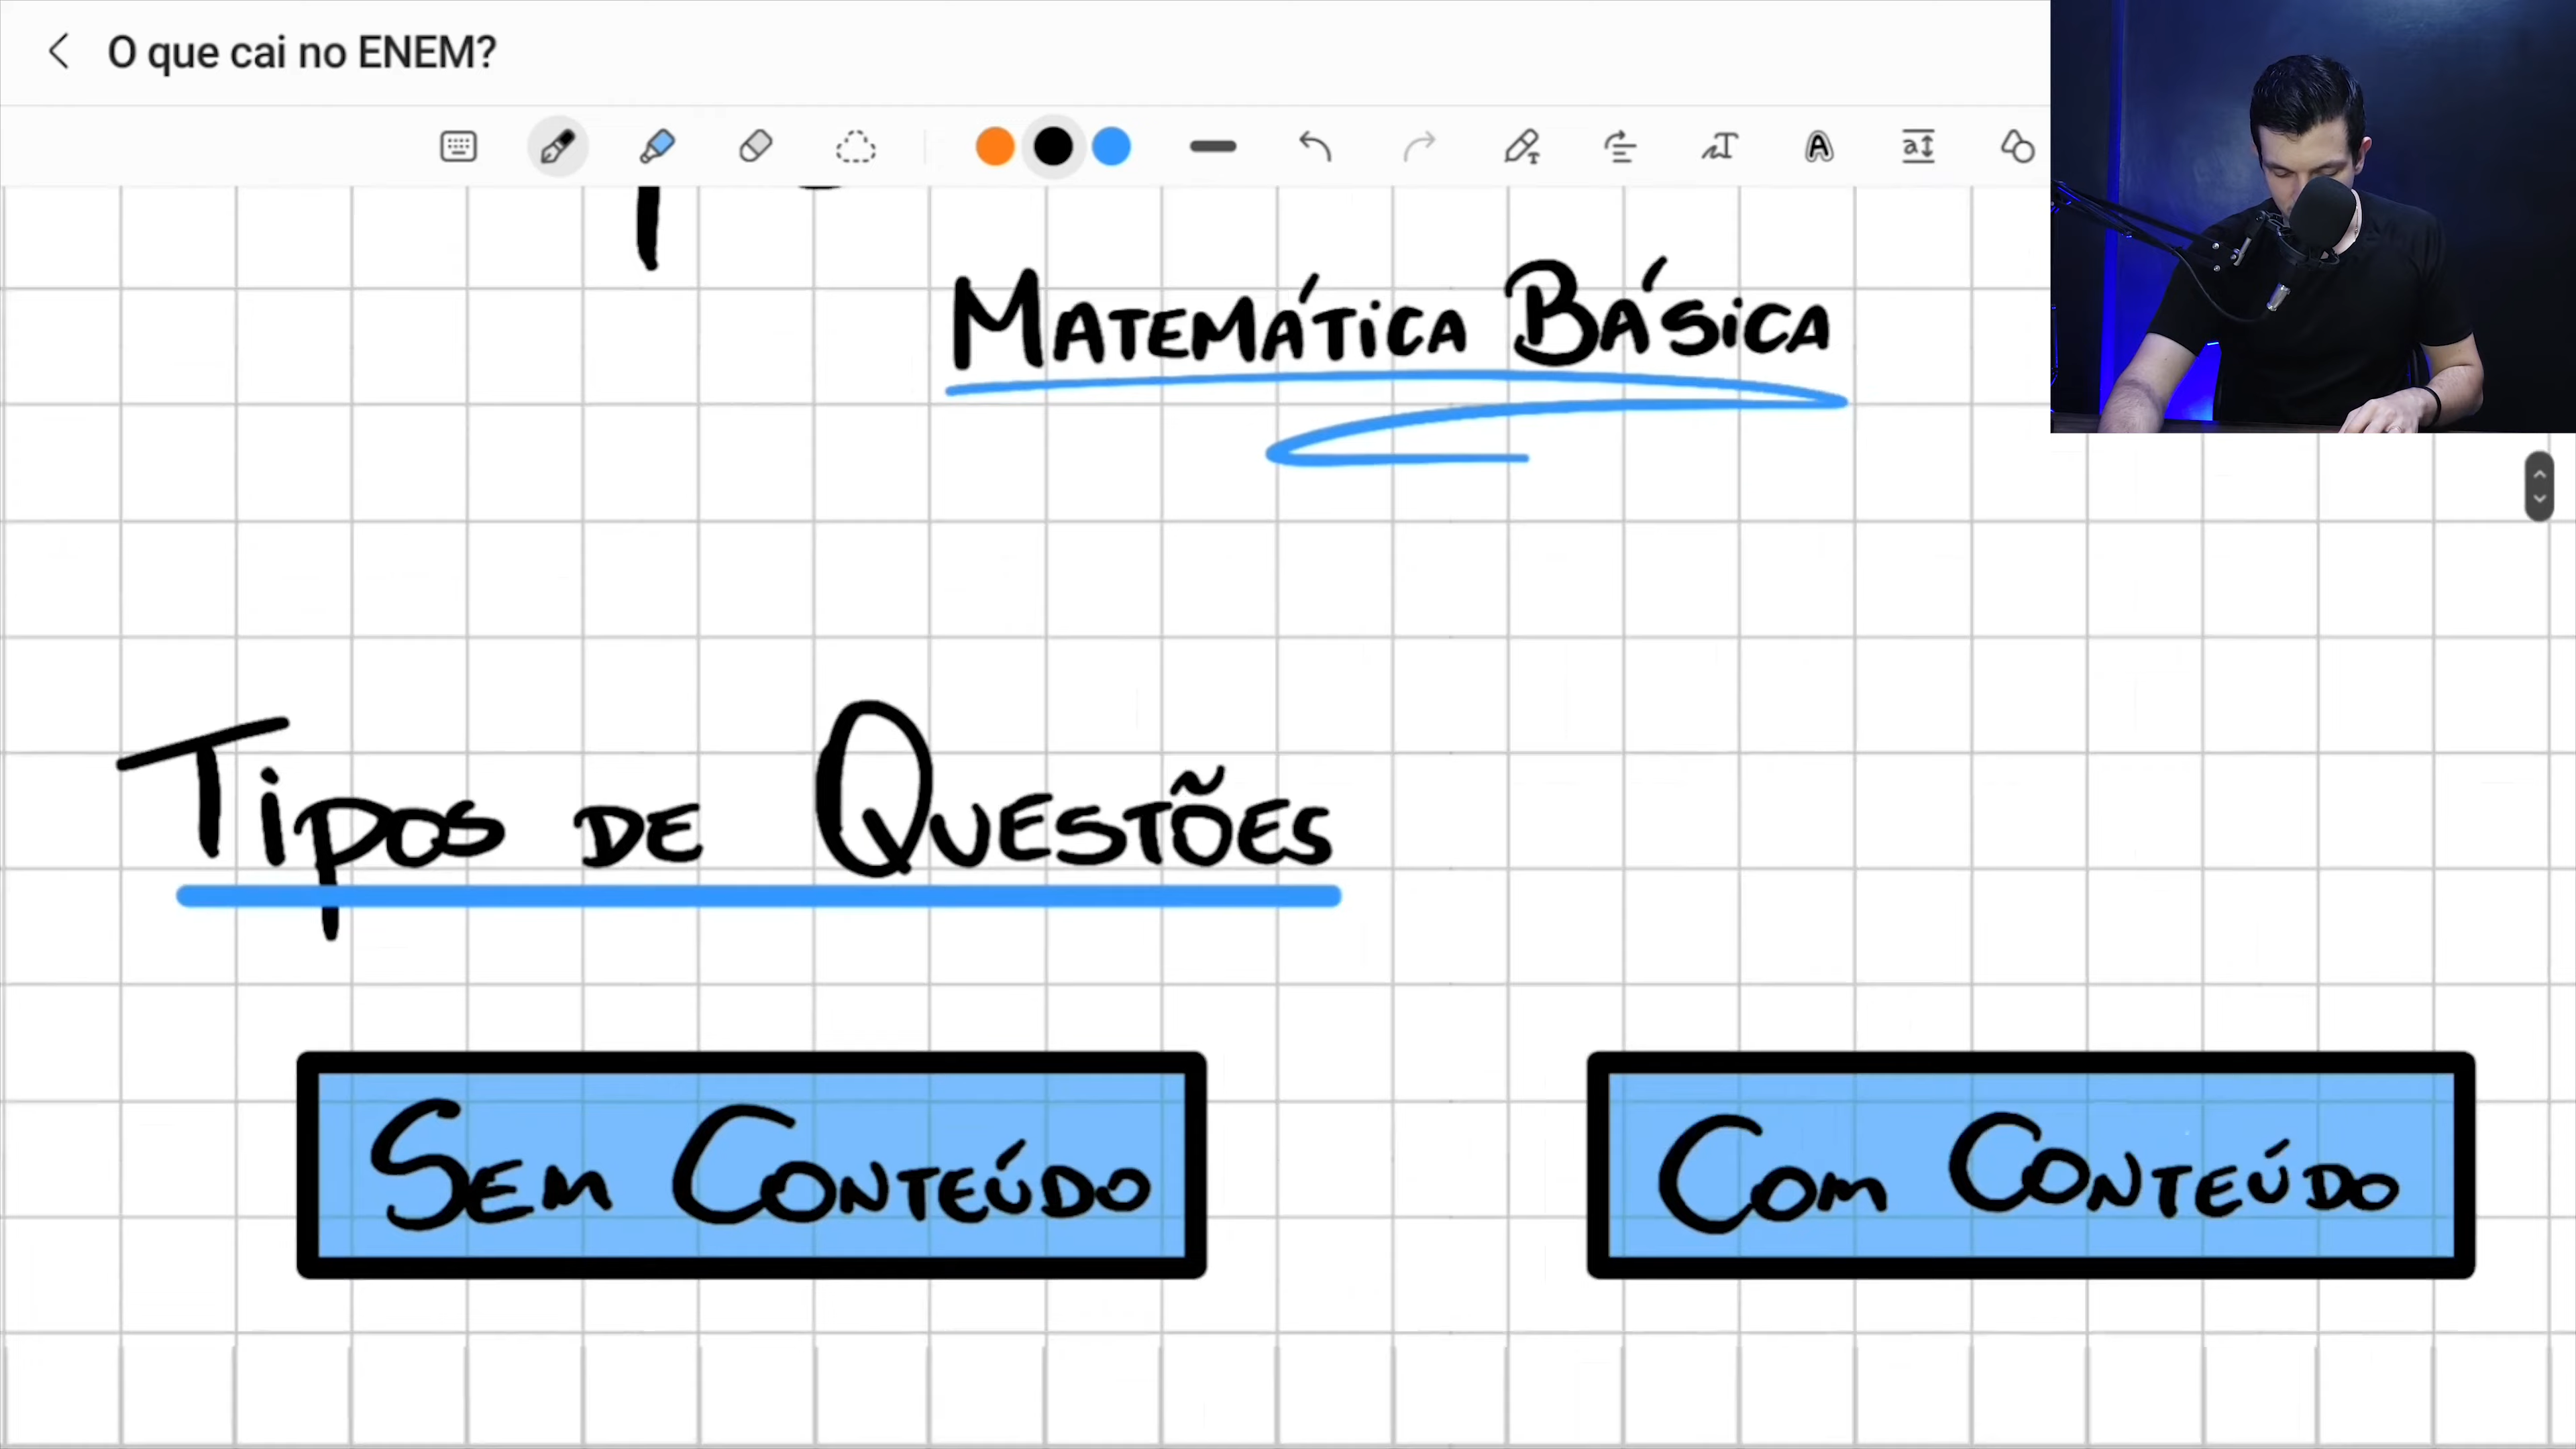 O que cai no ENEM?
MATEMÁTICA BÁSICA
TIPOS DE QUESTÕES
SEM CONTEÚDO
COM CONTEÚDO